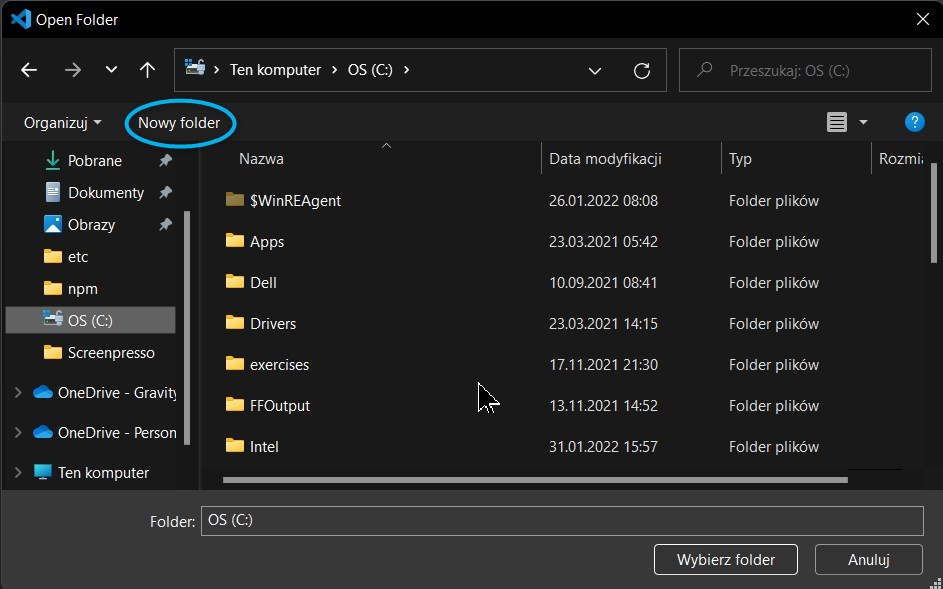 Open Folder
Ten komputer OS (C:)
Przeszukaj: OS (C:)
Organizuj Nowy folder
Pobrane
Dokumenty
Obrazy
etc
npm
OS (C:)
Screenpresso
OneDrive - Gravity
OneDrive - Person
Ten komputer
Nazwa Data modyfikacji Typ Rozmia
$WinREAgent 26.01.2022 08:08 Folder plików
Apps 23.03.2021 05:42 Folder plików
Dell 10.09.2021 08:41 Folder plików
Drivers 23.03.2021 14:15 Folder plików
exercises 17.11.2021 21:30 Folder plików
FFOutput 13.11.2021 14:52 Folder plików
Intel 31.01.2022 15:57 Folder plików
Folder: OS (C:)
Wybierz folder Anuluj